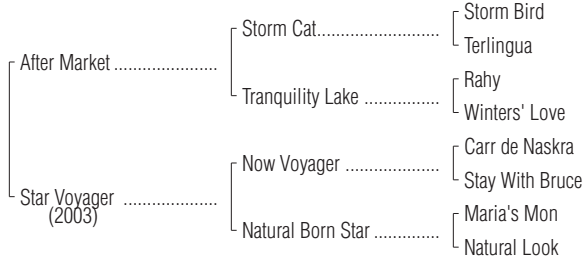 Storm Bird
Storm Cat..............................
Terlingua
After Market .....................
Rahy
Tranquility Lake ................
Winters' Love
Carr de Naskra
Now Voyager ...................
Stay With Bruce
Star Voyager ...................
(2003)
Maria's Mon
Natural Born Star .............
Natural Look